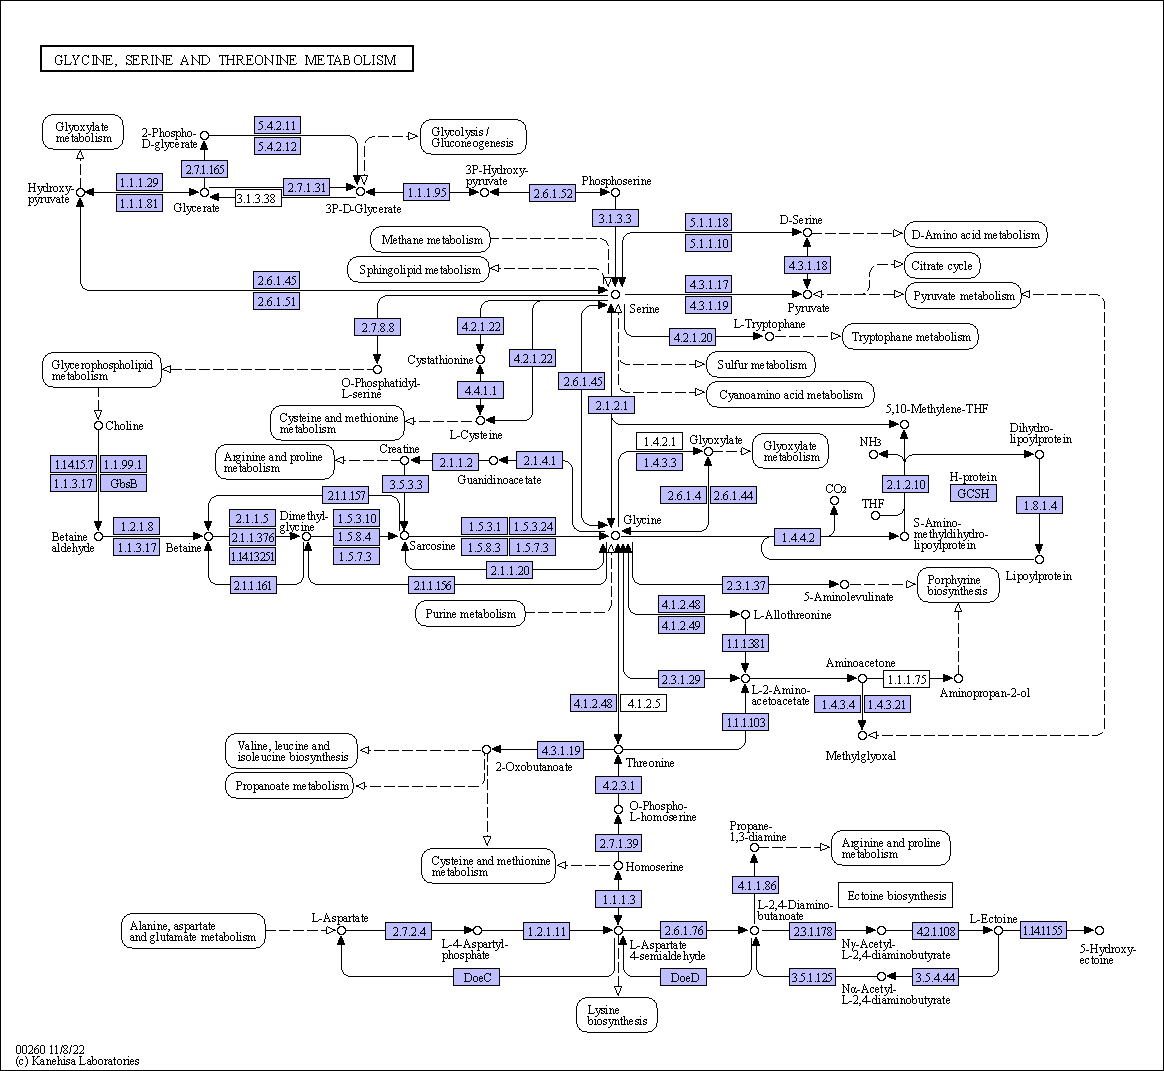 GLYCINE, SERINE AND THREONINE METABOLISM
Glyoxylate
metabolism
2-Phospho-
D-glycerate
5.4.2.11
5.4.2.12
Glycolysis /
Gluconeogenesis
2.7.1.165
3P-Hydroxy-
pyruvate
Hydroxy-
pyruvate
1.1.1.29
1.1.1.81
Glycerate
2.7.1.31
3.1.3.38
3P-D-Glycerate
1.1.1.95
2.6.1.52
Phosphoserine
3.1.3.3
Methane metabolism
Sphingolipid metabolism
5.1.1.18
5.1.1.10
D-Serine
D-Amino acid metabolism
4.3.1.18
Citrate cycle
2.6.1.45
2.6.1.51
Serine
4.3.1.17
4.3.1.19
Pyruvate
Pyruvate metabolism
2.7.8.8
4.2.1.22
4.2.1.20
L-Tryptophane
Tryptophane metabolism
Cystathionine
4.2.1.22
Glycerophospholipid
metabolism
O-Phosphatidyl-
L-serine
Sulfur metabolism
2.6.1.45
4.4.1.1
Cyanoamino acid metabolism
2.1.2.1
Cysteine and methionine
metabolism
L-Cysteine
5,10-Methylene-THF
Choline
Dihydro-
lipoylprotein
1.4.2.1
1.4.3.3
Glyoxylate
Glyoxylate
metabolism
NH3
Arginine and proline
metabolism
Creatine
2.1.1.2
2.1.4.1
Guanidinoacetate
1.14.15.7
1.1.99.1
1.1.3.17
GbsB
3.5.3.3
2.1.1.157
2.6.1.4
2.6.1.44
CO2
2.1.2.10
H-protein
GCSH
THF
1.8.1.4
Betaine
aldehyde
1.2.1.8
1.1.3.17
Betaine
2.1.1.5
2.1.1.376
1.14.13.251
Dimethyl-
glycine
1.5.3.10
1.5.8.4
1.5.7.3
Sarcosine
1.5.3.1
1.5.3.24
1.5.8.3
1.5.7.3
Glycine
1.4.4.2
S-Amino-
methyldihydro-
lipoylprotein
2.1.1.20
2.1.1.161
2.1.1.156
Lipoylprotein
Purine metabolism
2.3.1.37
5-Aminolevulinate
Porphyrine
biosynthesis
4.1.2.48
4.1.2.49
L-Allothreonine
1.1.1.381
2.3.1.29
L-2-Amino-
acetoacetate
Aminoacetone
1.1.1.75
Aminopropan-2-ol
4.1.2.48
4.1.2.5
1.4.3.4
1.4.3.21
1.1.1.103
Methylglyoxal
Valine, leucine and
isoleucine biosynthesis
4.3.1.19
2-Oxobutanoate
Threonine
Propanoate metabolism
4.2.3.1
O-Phospho-
L-homoserine
2.7.1.39
Propane-
1,3-diamine
Arginine and proline
metabolism
Cysteine and methionine
metabolism
Homoserine
4.1.1.86
Ectoine biosynthesis
1.1.1.3
Alanine, aspartate
and glutamate metabolism
L-Aspartate
2.7.2.4
L-4-Aspartyl-
phosphate
1.2.1.11
L-Aspartate
4-semialdehyde
2.6.1.76
L-2,4-Diamino-
butanoate
2.3.1.178
Nγ-Acetyl-
L-2,4-diaminobutyrate
4.2.1.108
L-Ectoine
1.14.11.55
5-Hydroxy-
ectoine
DoeC
DoeD
3.5.1.125
Nα-Acetyl-
L-2,4-diaminobutyrate
3.5.4.44
Lysine
biosynthesis
00260 11/8/22
(c) Kanehisa Laboratories